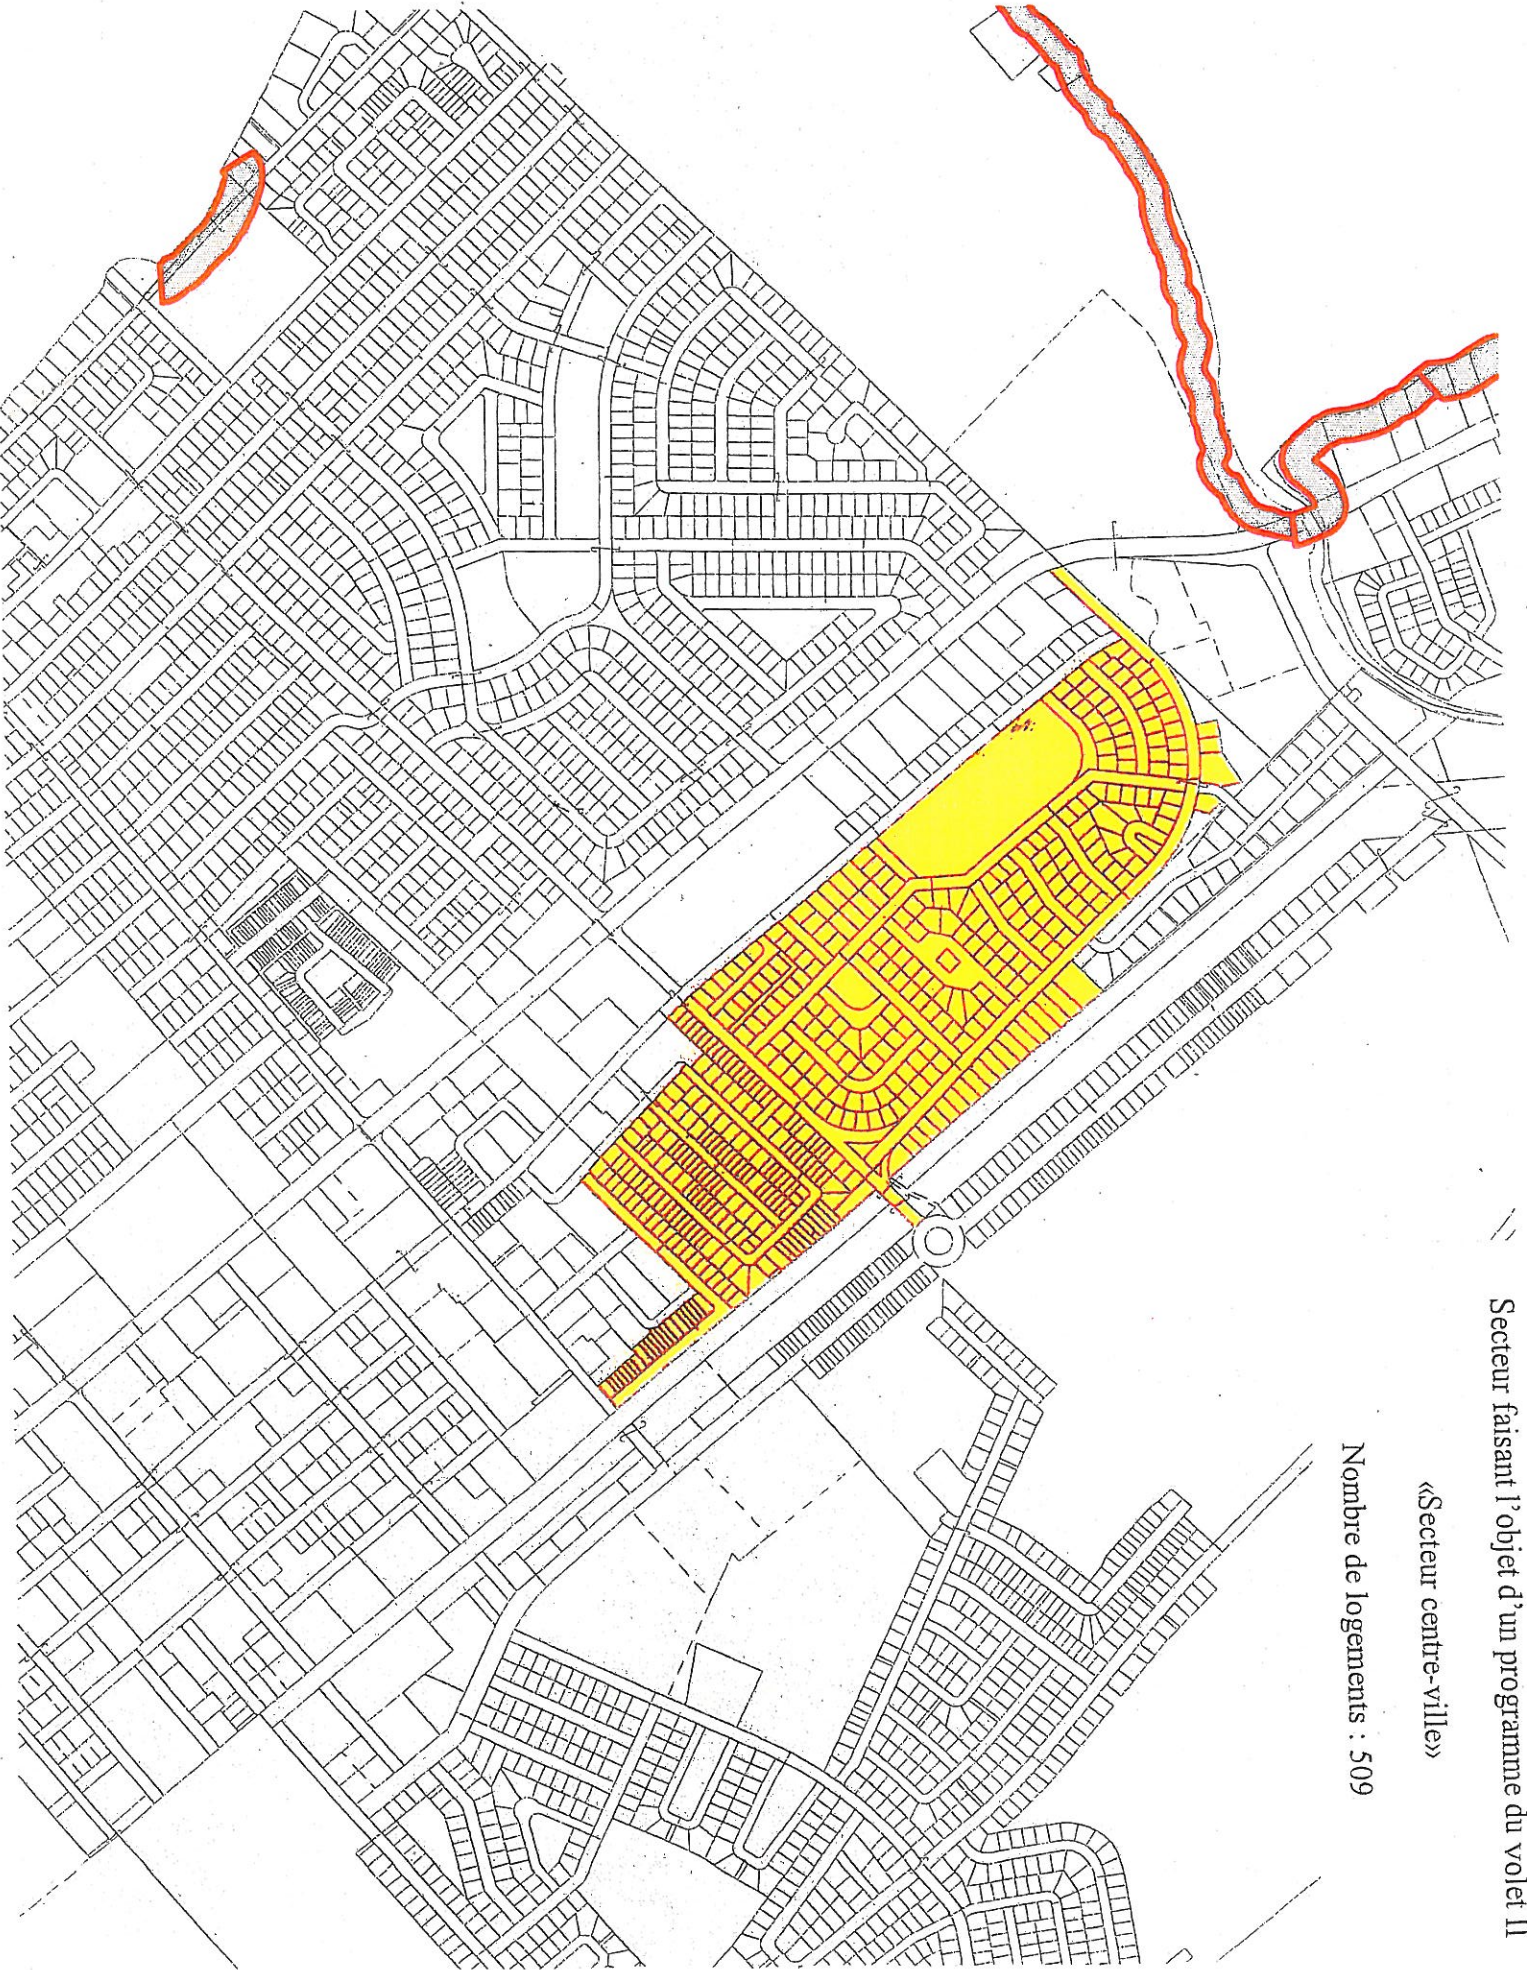 Secteur faisant l'objet d'un programme du volet II
«Secteur centre-ville»
Nombre de logements : 509